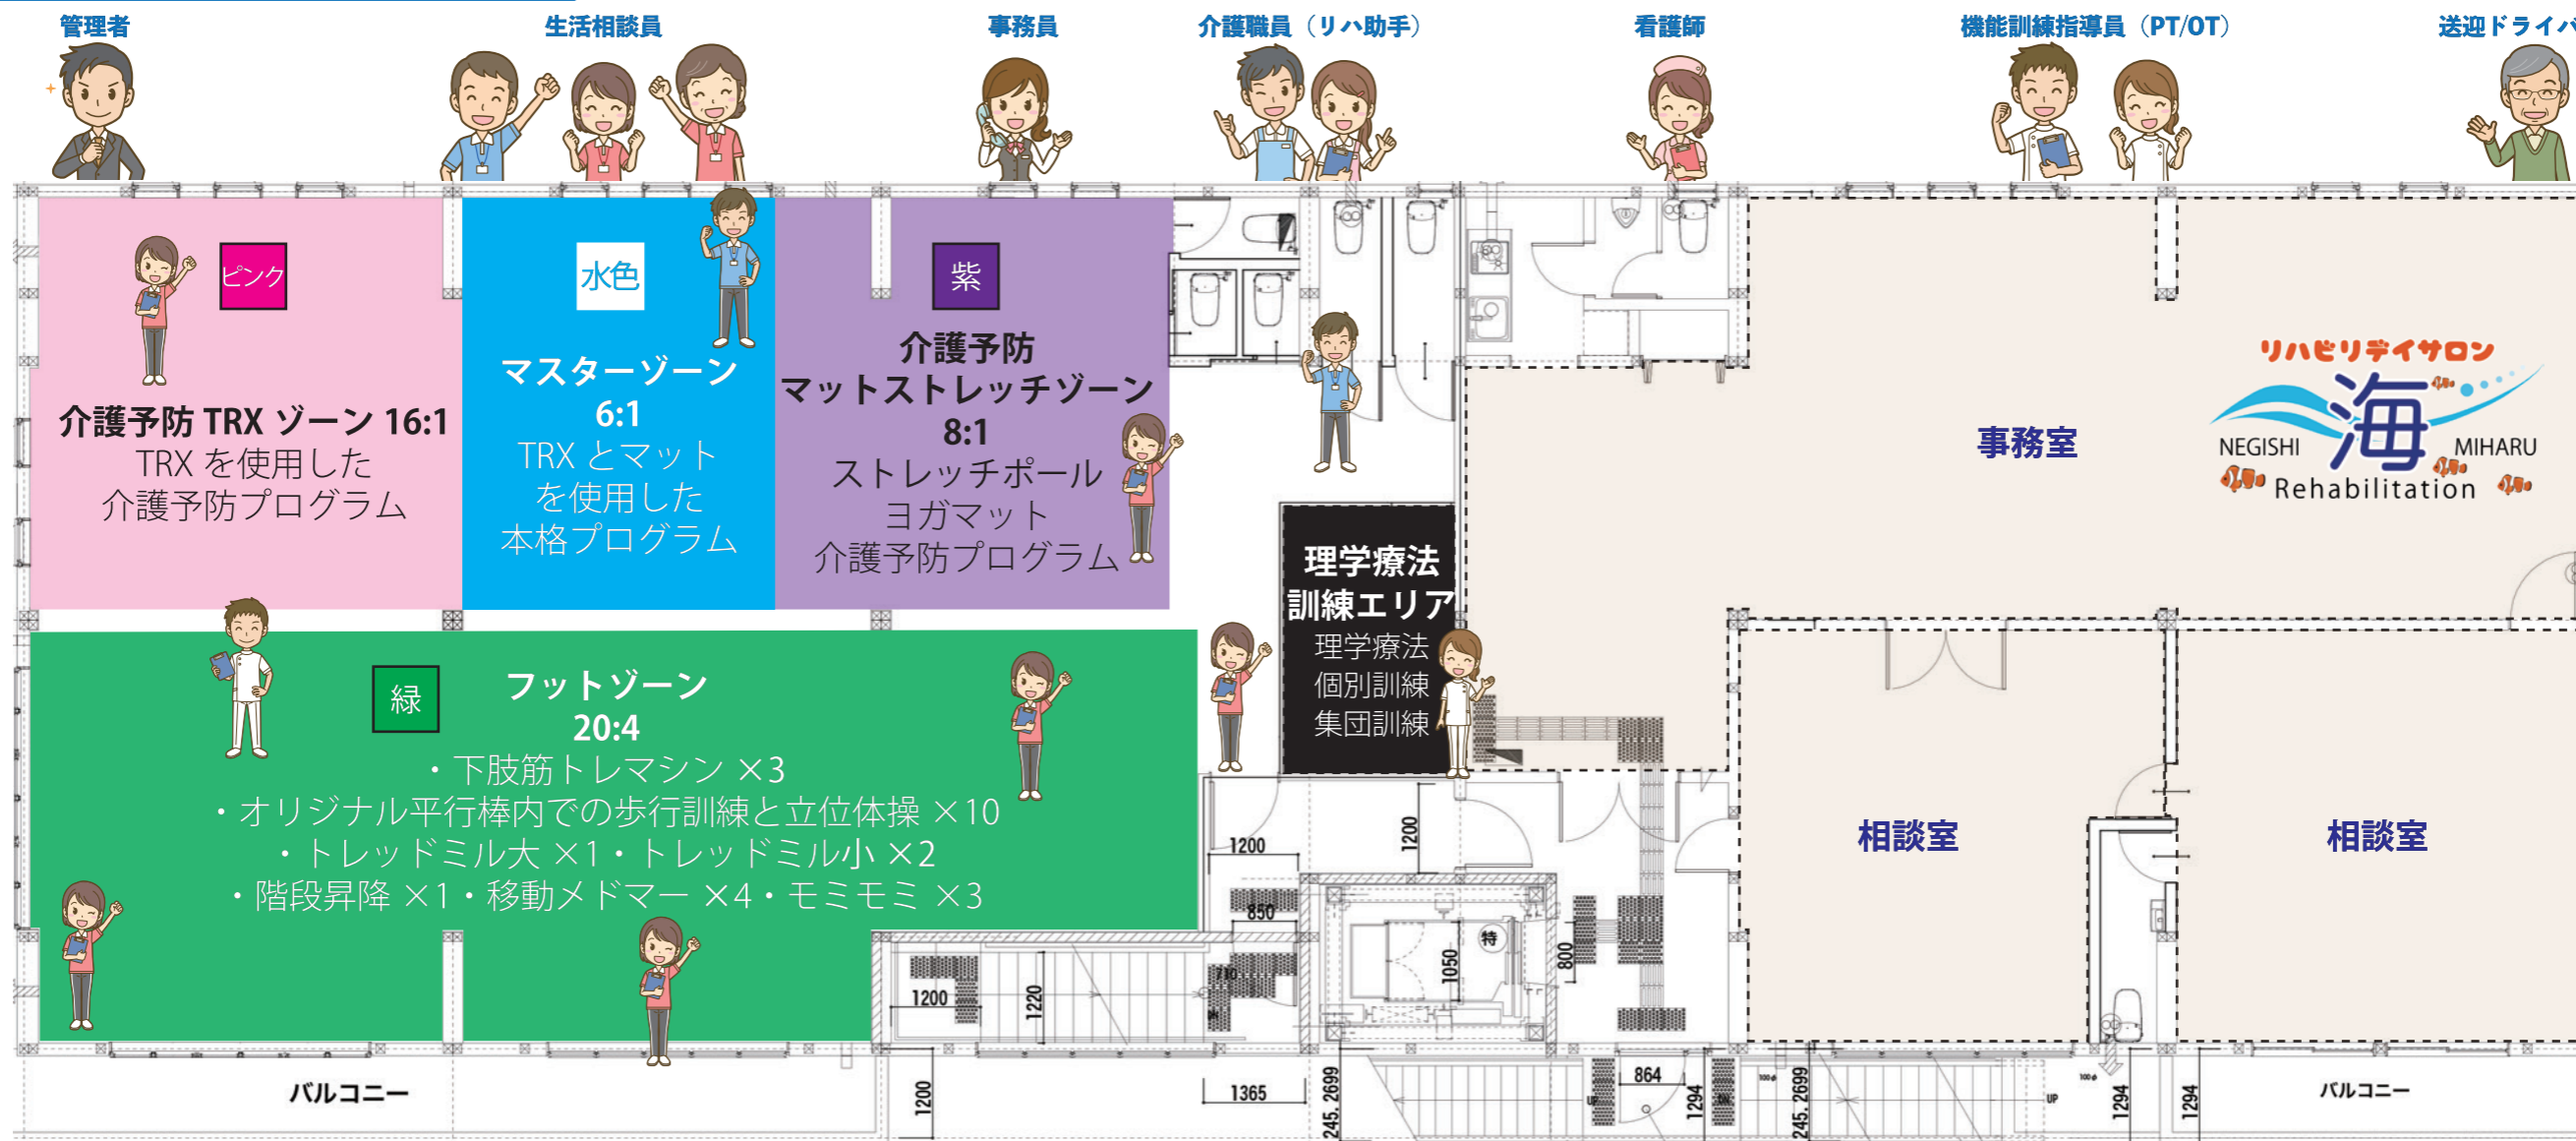 管理者
生活相談員
事務員
介護職員（リハ助手）
看護師
機能訓練指導員（PT/OT）
送迎ドライバ
ピンク
介護予防 TRX ゾーン 16:1
TRX を使用した
介護予防プログラム
水色
マスターゾーン
6:1
TRX とマット
を使用した
本格プログラム
紫
介護予防
マットストレッチゾーン
8:1
ストレッチポール
ヨガマット
介護予防プログラム
理学療法
訓練エリア
理学療法
個別訓練
集団訓練
事務室
リハビリデイサロン
海
NEGISHI
MIHARU
Rehabilitation
緑
フットゾーン
20:4
・下肢筋トレマシン ×3
・オリジナル平行棒内での歩行訓練と立位体操 ×10
・トレッドミル大 ×1・トレッドミル小 ×2
・階段昇降 ×1・移動メドマー ×4・モミモミ ×3
相談室
相談室
1200
1200
850
特
1050
800
1200
1220
710
バルコニー
1200
1365
245.2699
UP
864
1294
100φ
245.2699
UP
100φ
1294
1294
バルコニー